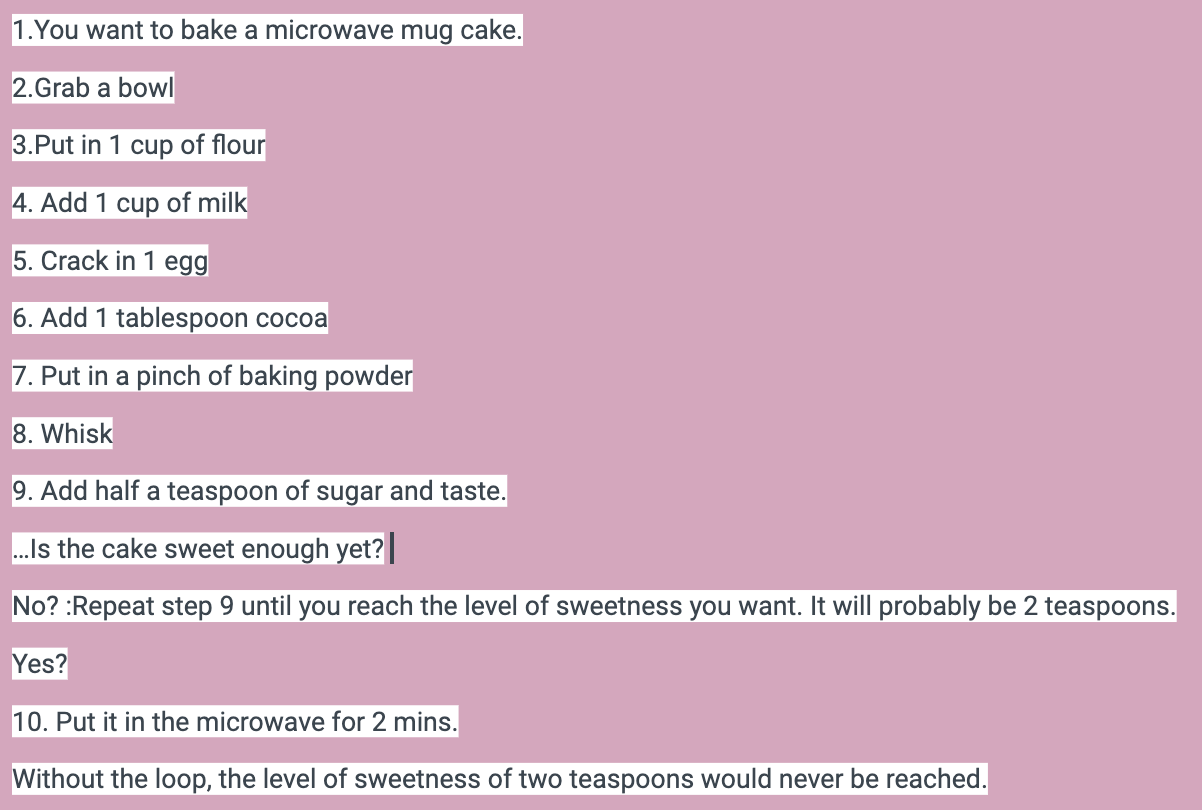 1.You want to bake a microwave mug cake.
2.Grab a bowl
3.Put in 1 cup of flour
4. Add 1 cup of milk
5. Crack in 1 egg
6. Add 1 tablespoon cocoa
7. Put in a pinch of baking powder
8. Whisk
9. Add half a teaspoon of sugar and taste.
...Is the cake sweet enough yet?
No? :Repeat step 9 until you reach the level of sweetness you want. It will probably be 2 teaspoons.
Yes?
10. Put it in the microwave for 2 mins.
Without the loop, the level of sweetness of two teaspoons would never be reached.